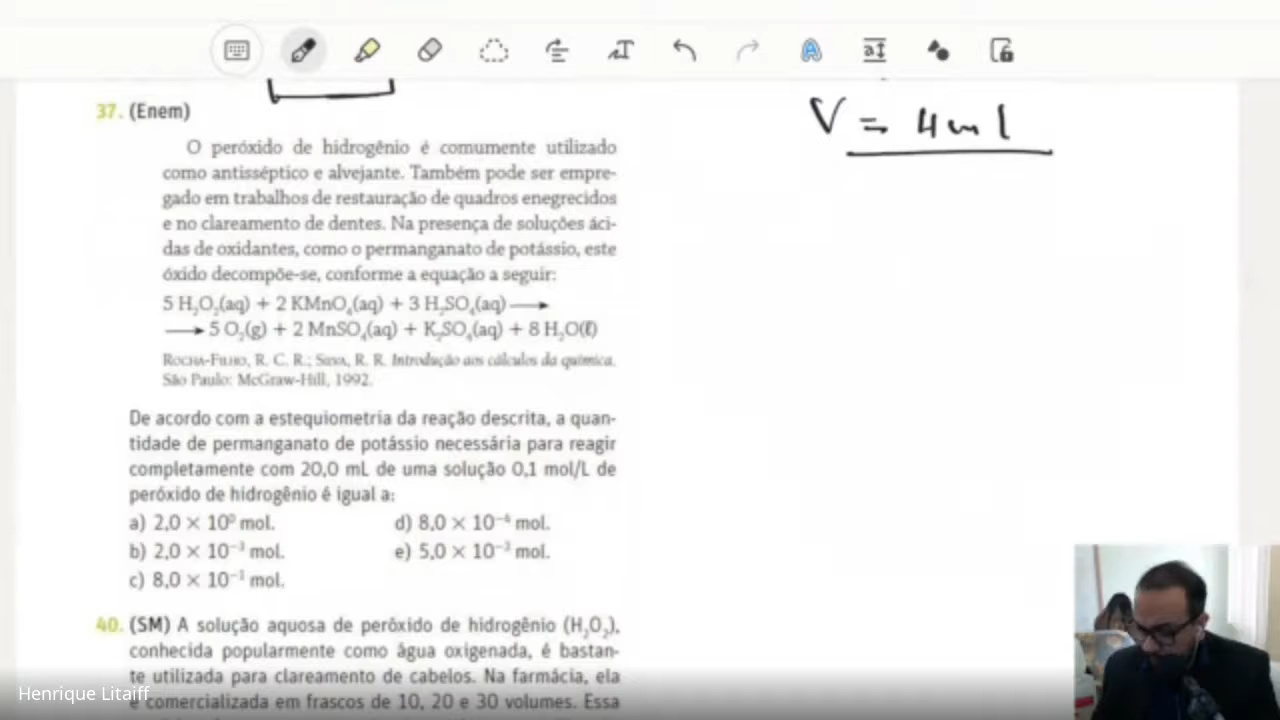 37. (Enem)
V = 4ml
O peróxido de hidrogênio é comumente utilizado
como antisséptico e alvejante. Também pode ser empre-
gado em trabalhos de restauração de quadros enegrecidos
e no clareamento de dentes. Na presença de soluções áci-
das de oxidantes, como o permanganato de potássio, este
óxido decompõe-se, conforme a equação a seguir:
5 H₂O₂(aq) + 2 KMnO₄(aq) + 3 H₂SO₄(aq) ⟶
⟶ 5 O₂(g) + 2 MnSO₄(aq) + K₂SO₄(aq) + 8 H₂O(ℓ)
ROCHA-FILHO, R. C. R.; SILVA, R. R. Introdução aos cálculos da química.
São Paulo: McGraw-Hill, 1992.
De acordo com a estequiometria da reação descrita, a quan-
tidade de permanganato de potássio necessária para reagir
completamente com 20,0 mL de uma solução 0,1 mol/L de
peróxido de hidrogênio é igual a:
a) 2,0 × 10⁰ mol.
b) 2,0 × 10⁻³ mol.
c) 8,0 × 10⁻¹ mol.
d) 8,0 × 10⁻⁴ mol.
e) 5,0 × 10⁻³ mol.
40. (SM) A solução aquosa de peróxido de hidrogênio (H₂O₂),
conhecida popularmente como água oxigenada, é bastan-
te utilizada para clareamento de cabelos. Na farmácia, ela
é comercializada em frascos de 10, 20 e 30 volumes. Essa
Henrique Litaiff